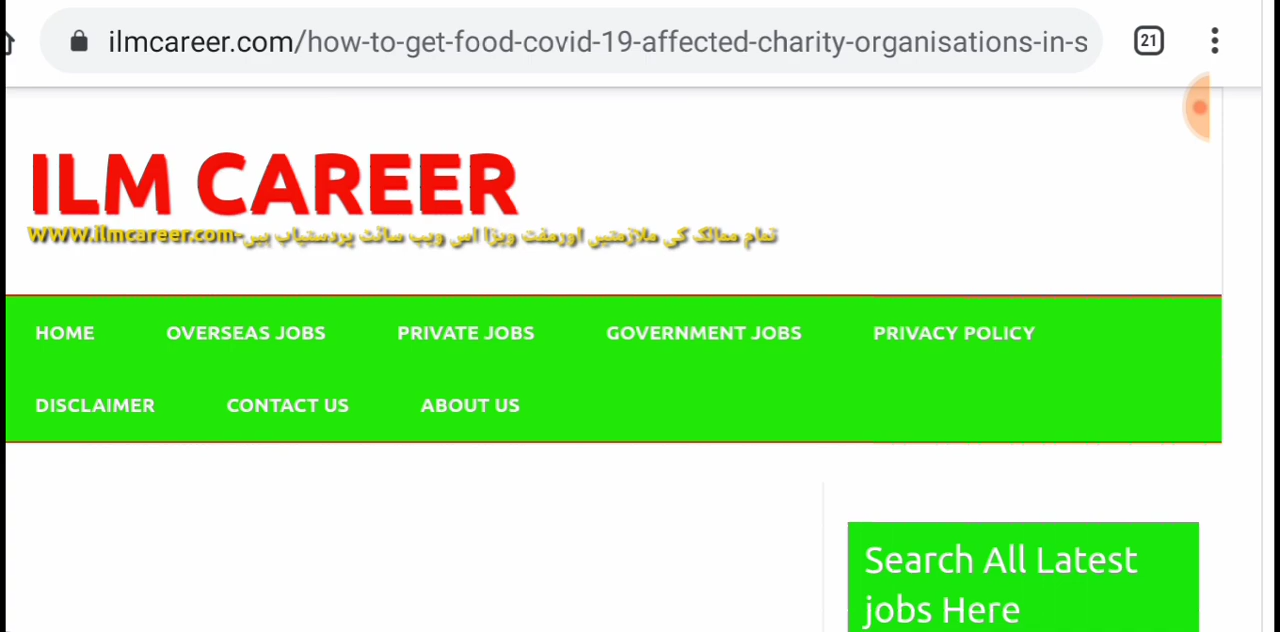 ilmcareer.com/how-to-get-food-covid-19-affected-charity-organisations-in-s
21
ILM CAREER
www.ilmcareer.com-تمام ممالک کی ملازمتیں اورمفت ویزا اس ویب سائٹ پردستیاب ہیں
HOME OVERSEAS JOBS PRIVATE JOBS GOVERNMENT JOBS PRIVACY POLICY
DISCLAIMER CONTACT US ABOUT US
Search All Latest
jobs Here